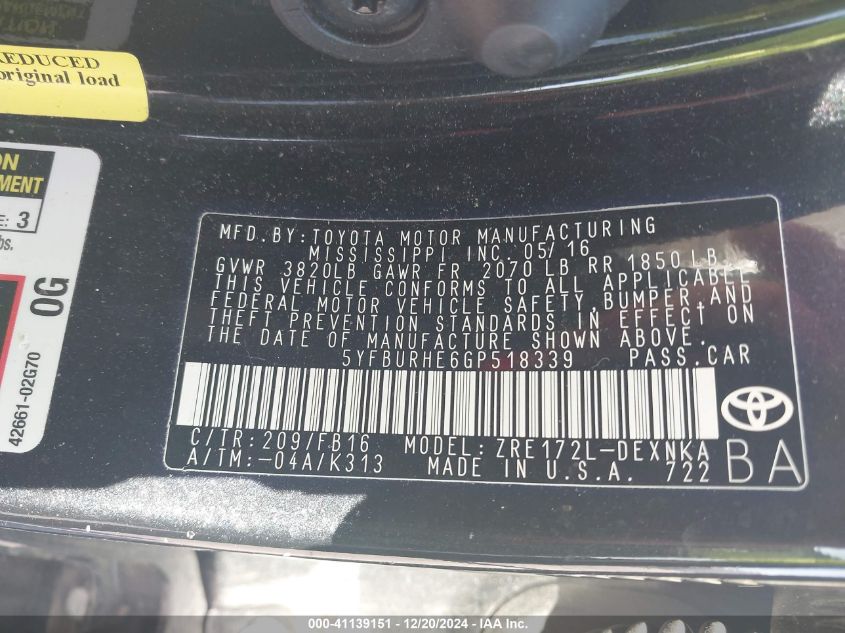 REDUCED
original load
ON
MENT
E: 3
bs.
0G
42661-02G70
MFD.BY:TOYOTA MOTOR MANUFACTURING
MISSISSIPPI INC. 05/16
GVWR 3820LB GAWR FR 2070 LB RR 1850 LB
THIS VEHICLE CONFORMS TO ALL APPLICABLE
FEDERAL MOTOR VEHICLE SAFETY, BUMPER, AND
THEFT PREVENTION STANDARDS IN EFFECT ON
THE DATE OF MANUFACTURE SHOWN ABOVE.
5YFBURHE6GP518339 PASS.CAR
C/TR:209/FB16 MODEL:ZRE172L-DEXNKA
A/TM:-04A/K313 MADE IN U.S.A. 722
BA
000-41139151 - 12/20/2024 - IAA Inc.